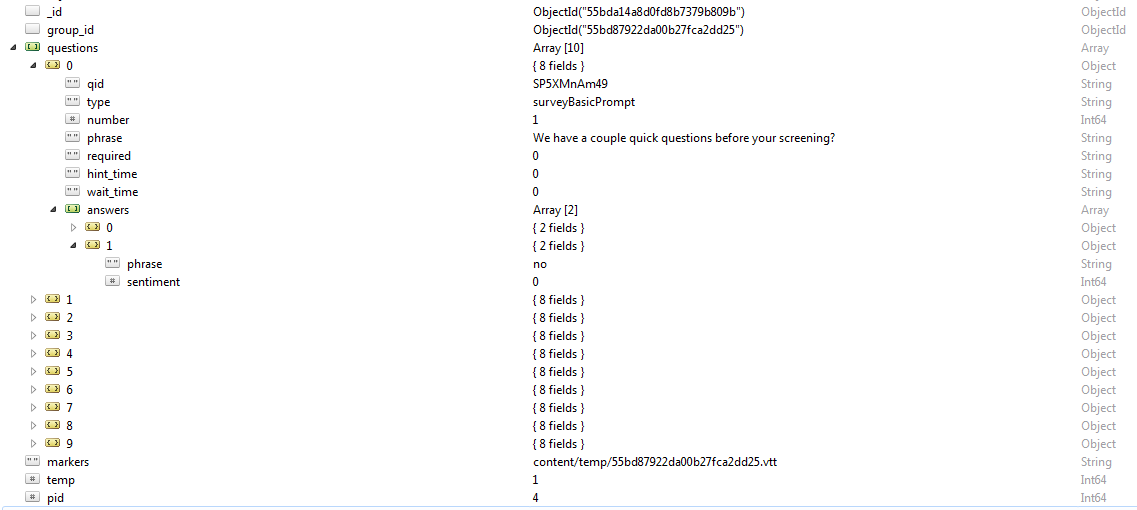 _id ObjectId("55bda14a8d0fd8b7379b809b") ObjectId
group_id ObjectId("55bd87922da00b27fca2dd25") ObjectId
questions Array [10] Array
0 { 8 fields } Object
"" qid SP5XMnAm49 String
"" type surveyBasicPrompt String
# number 1 Int64
"" phrase We have a couple quick questions before your screening? String
"" required 0 String
"" hint_time 0 String
"" wait_time 0 String
answers Array [2] Array
0 { 2 fields } Object
1 { 2 fields } Object
"" phrase no String
# sentiment 0 Int64
1 { 8 fields } Object
2 { 8 fields } Object
3 { 8 fields } Object
4 { 8 fields } Object
5 { 8 fields } Object
6 { 8 fields } Object
7 { 8 fields } Object
8 { 8 fields } Object
9 { 8 fields } Object
"" markers content/temp/55bd87922da00b27fca2dd25.vtt String
# temp 1 Int64
# pid 4 Int64